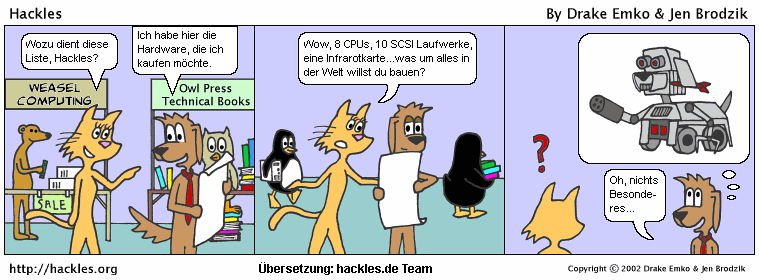 Hackles
By Drake Emko & Jen Brodzik
Wozu dient diese
Liste, Hackles?
Ich habe hier die
Hardware, die ich
kaufen möchte.
WEASEL
COMPUTING
Owl Press
Technical Books
SALE
Wow, 8 CPUs, 10 SCSI Laufwerke,
eine Infrarotkarte...was um alles in
der Welt willst du bauen?
?
Oh, nichts
Besonde-
res...
http://hackles.org
Übersetzung: hackles.de Team
Copyright © 2002 Drake Emko & Jen Brodzik